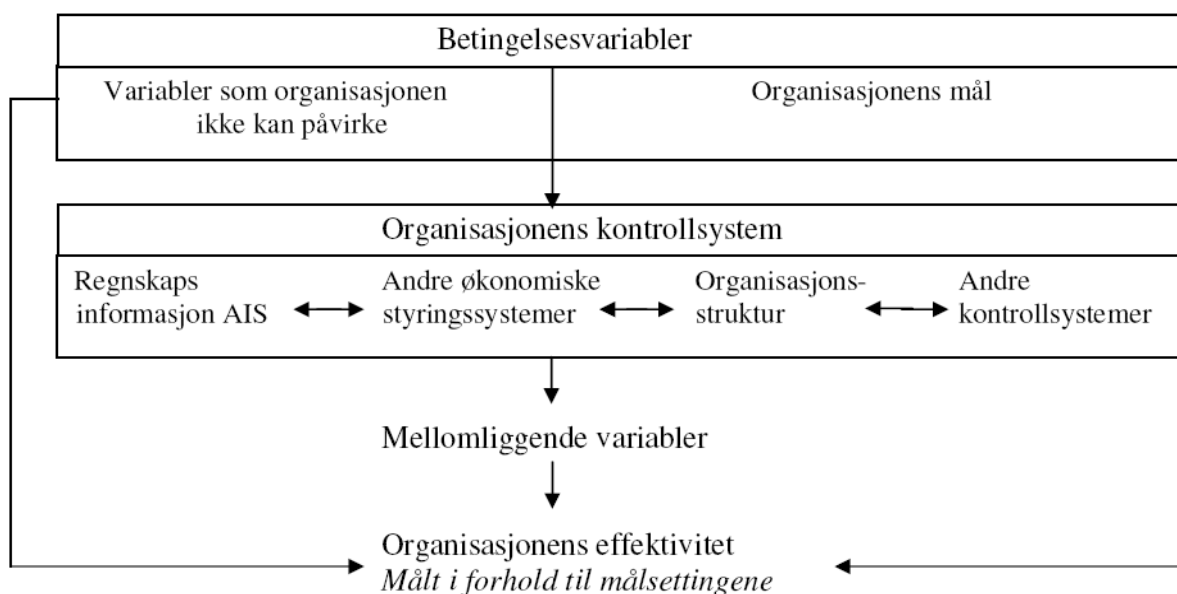 Betingelsesvariabler
Variabler som organisasjonen
ikke kan påvirke
Organisasjonens mål
Organisasjonens kontrollsystem
Regnskaps
informasjon AIS
Andre økonomiske
styringssystemer
Organisasjons-
struktur
Andre
kontrollsystemer
Mellomliggende variabler
Organisasjonens effektivitet
Målt i forhold til målsettingene